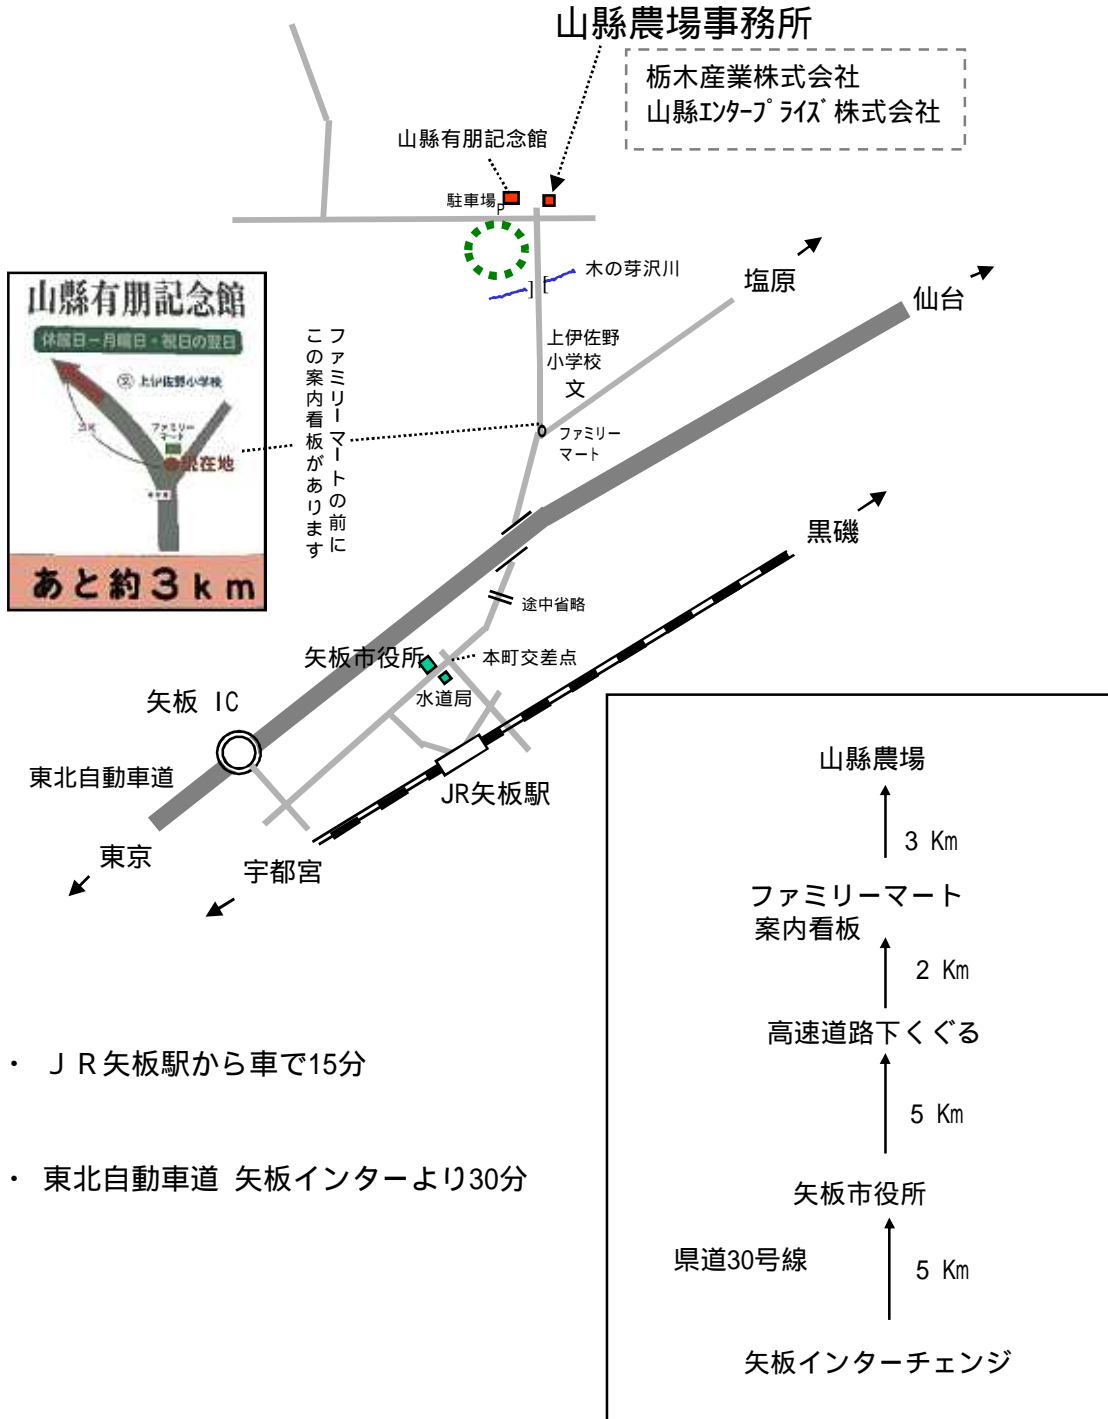 山縣農場事務所
栃木産業株式会社
山縣ｴﾝﾀｰﾌﾟﾗｲｽﾞ株式会社
山縣有朋記念館
駐車場
P
木の芽沢川
塩原
仙台
山縣有朋記念館
休館日－月曜日・祝日の翌日
文 上伊佐野小学校
ファミリー
マート
現在地
あと約３ｋｍ
ファミリーマートの前に
この案内看板があります
上伊佐野
小学校
文
ファミリー
マート
黒磯
途中省略
矢板市役所
本町交差点
水道局
矢板 IC
東北自動車道
JR矢板駅
東京
宇都宮
山縣農場
3 Km
ファミリーマート
案内看板
2 Km
高速道路下くぐる
5 Km
矢板市役所
県道30号線
5 Km
矢板インターチェンジ
・ ＪＲ矢板駅から車で15分
・ 東北自動車道 矢板インターより30分